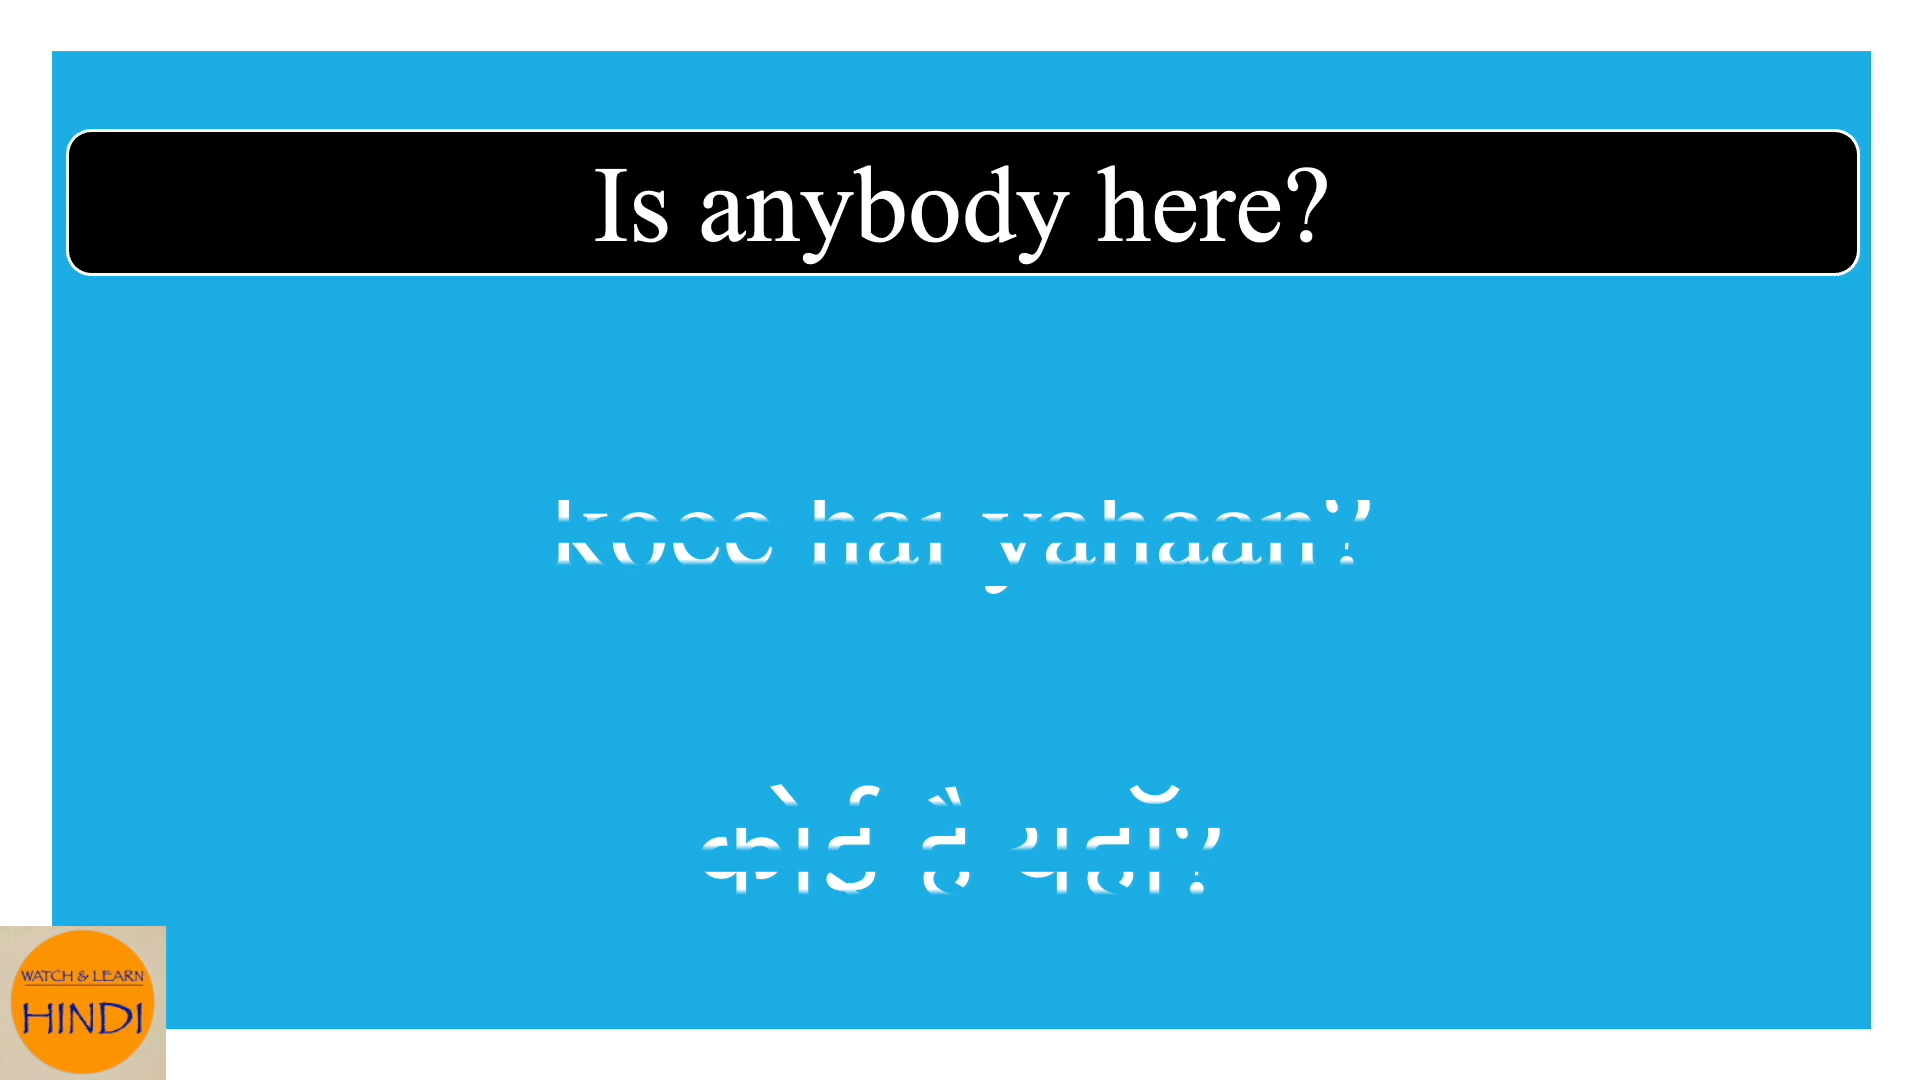 Is anybody here?
koee hai yahaan?
कोई है यहाँ?
WATCH & LEARN
HINDI